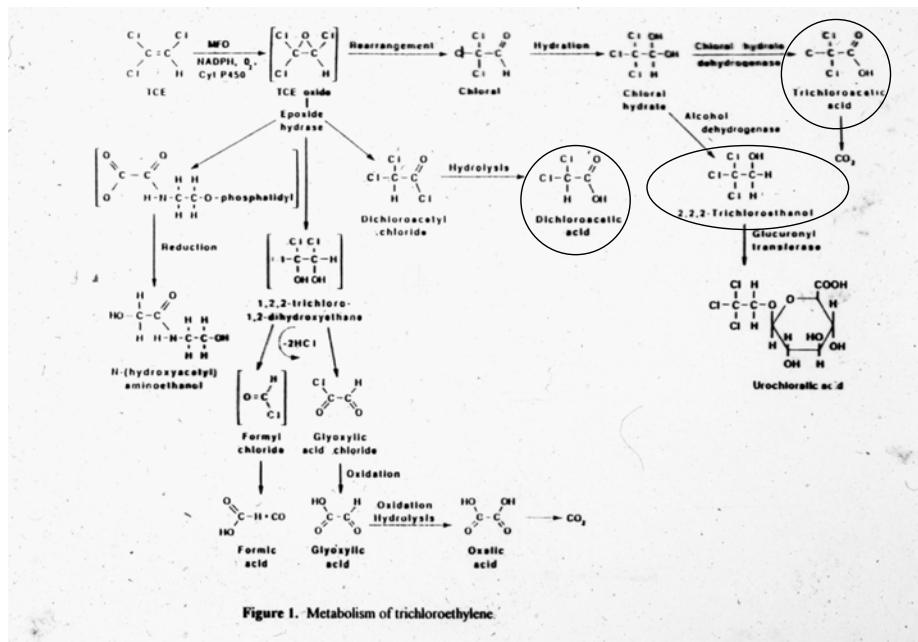 MFO
NADPH, O2,
Cyt P450
TCE
TCE oxide
Rearrangement
Chloral
Hydration
Chloral
hydrate
Chloral hydrate
dehydrogenase
Trichloroacetic
acid
CO2
Alcohol
dehydrogenase
2,2,2-Trichloroethanol
Glucuronyl
transferase
Urochloralic acid
Epoxide
hydrase
Dichloroacetyl
chloride
Hydrolysis
Dichloroacetic
acid
phosphatidyl
Reduction
N-(hydroxyacetyl)
aminoethanol
1,2,2-trichloro-
1,2-dihydroxyethane
-2HCl
Formyl
chloride
Glyoxylic
acid chloride
Oxidation
Formic
acid
Glyoxylic
acid
Oxidation
Hydrolysis
Oxalic
acid
CO2
Figure 1. Metabolism of trichloroethylene